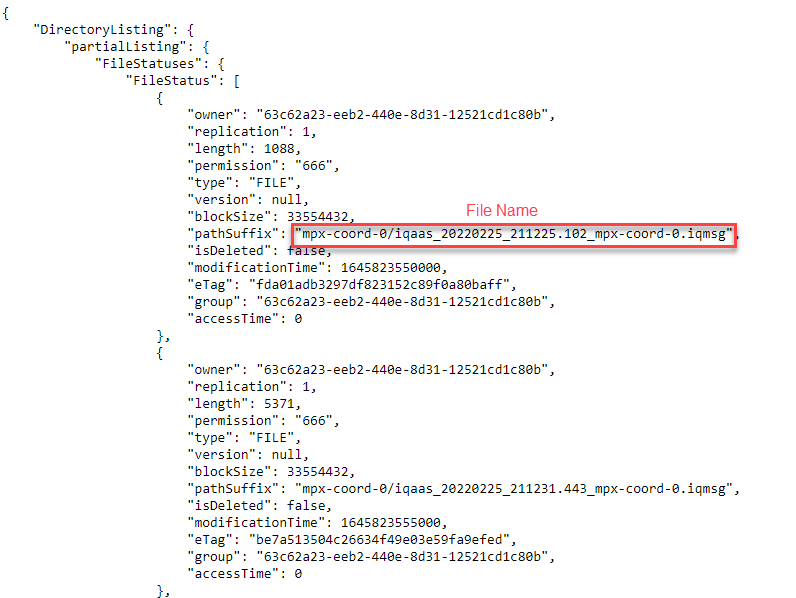 {
"DirectoryListing": {
"partialListing": {
"FileStatuses": {
"FileStatus": [
{
"owner": "63c62a23-eeb2-440e-8d31-12521cd1c80b",
"replication": 1,
"length": 1088,
"permission": "666",
"type": "FILE",
"version": null,
"blockSize": 33554432,
File Name
"pathSuffix": "mpx-coord-0/iqaas_20220225_211225.102_mpx-coord-0.iqmsg",
"isDeleted": false,
"modificationTime": 1645823550000,
"eTag": "fda01adb3297df823152c89f0a80baff",
"group": "63c62a23-eeb2-440e-8d31-12521cd1c80b",
"accessTime": 0
},
{
"owner": "63c62a23-eeb2-440e-8d31-12521cd1c80b",
"replication": 1,
"length": 5371,
"permission": "666",
"type": "FILE",
"version": null,
"blockSize": 33554432,
"pathSuffix": "mpx-coord-0/iqaas_20220225_211231.443_mpx-coord-0.iqmsg",
"isDeleted": false,
"modificationTime": 1645823555000,
"eTag": "be7a513504c26634f49e03e59fa9efed",
"group": "63c62a23-eeb2-440e-8d31-12521cd1c80b",
"accessTime": 0
},